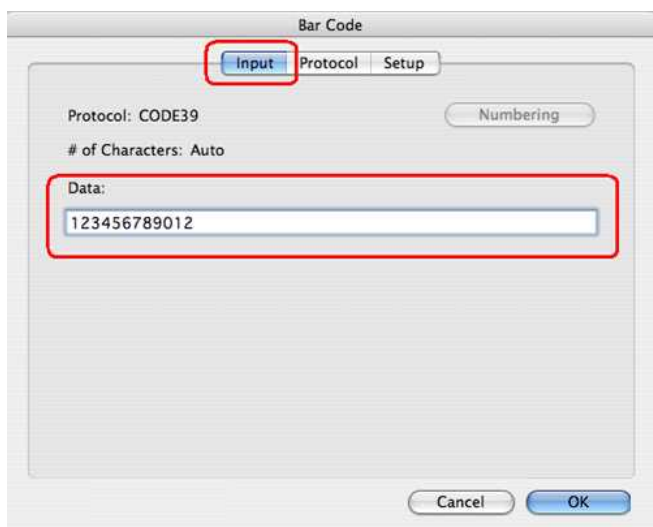 Bar Code
Input Protocol Setup
Protocol: CODE39 Numbering
# of Characters: Auto
Data:
123456789012
Cancel OK